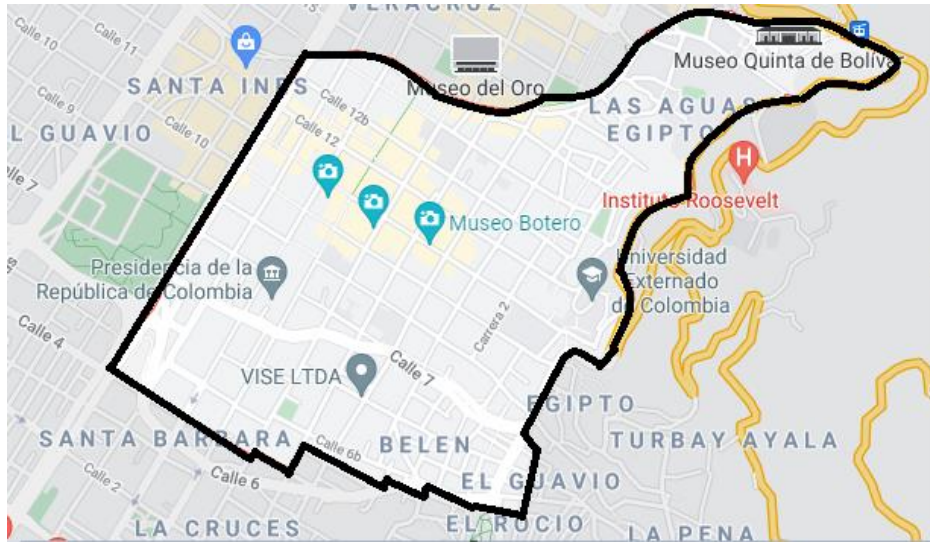 VERACRUZ
Calle 10
Calle 11
SANTA INES
Museo del Oro
Museo Quinta de Bolíva
Calle 9
Calle 12b
LAS AGUAS
EL GUAVIO
Calle 10
Calle 12
EGIPTO
Calle 7
Instituto Roosevelt
Museo Botero
Presidencia de la
República de Colombia
Universidad
Externado
de Colombia
Calle 4
Carrera 2
Calle 7
VISE LTDA
EGIPTO
SANTA BARBARA
Calle 6b
BELEN
TURBAY AYALA
Calle 2
Calle 6
EL GUAVIO
LA CRUCES
EL ROCIO
LA PENA